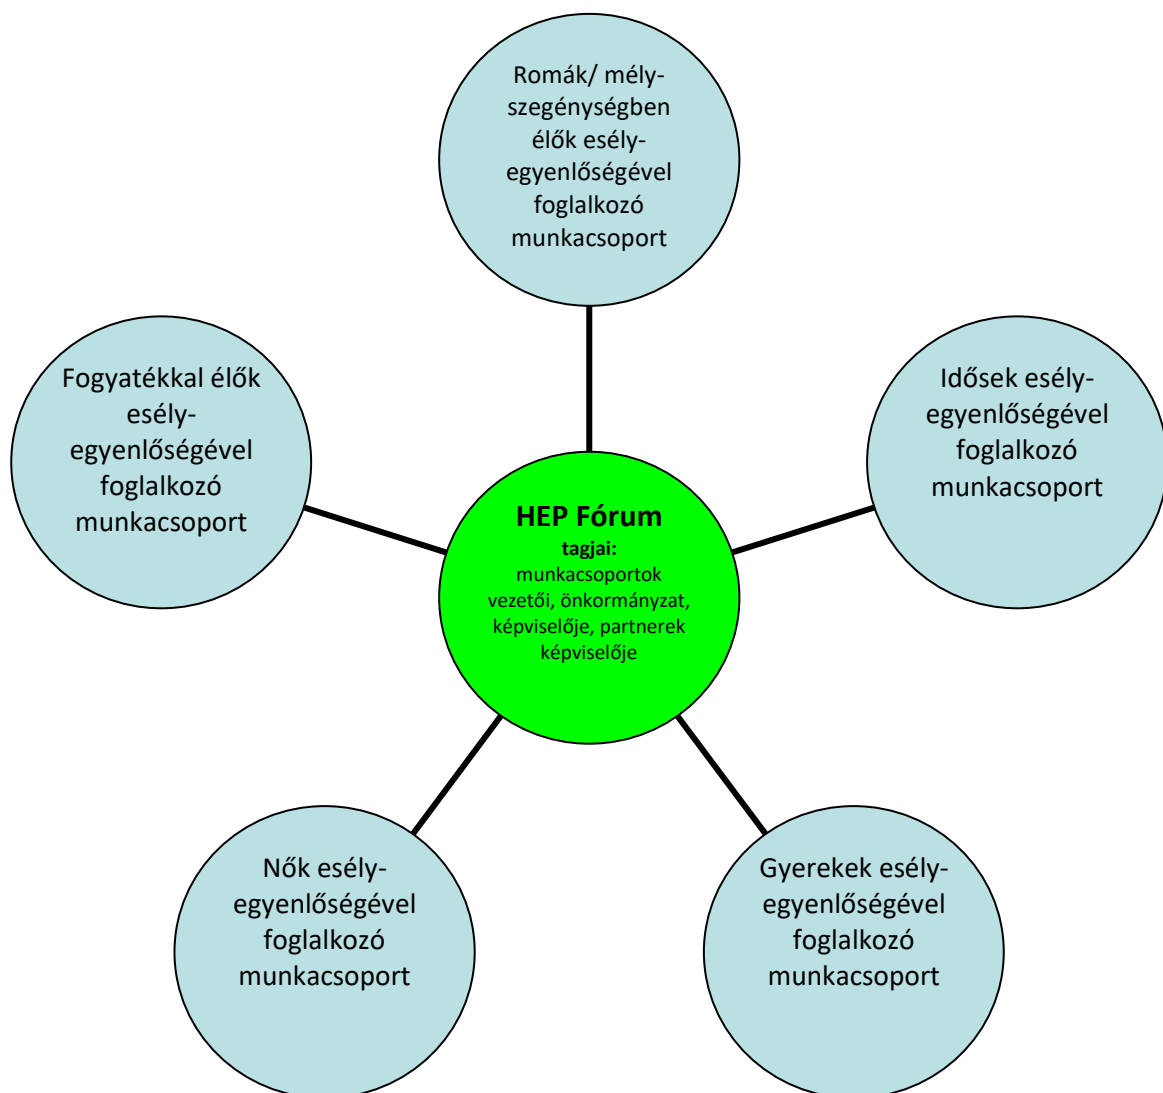 Romák/ mély-
szegénységben
élők esély-
egyenlőségével
foglalkozó
munkacsoport
Fogyatékkal élők
esély-
egyenlőségével
foglalkozó
munkacsoport
Idősek esély-
egyenlőségével
foglalkozó
munkacsoport
HEP Fórum
tagjai:
munkacsoportok
vezetői, önkormányzat,
képviselője, partnerek
képviselője
Nők esély-
egyenlőségével
foglalkozó
munkacsoport
Gyerekek esély-
egyenlőségével
foglalkozó
munkacsoport